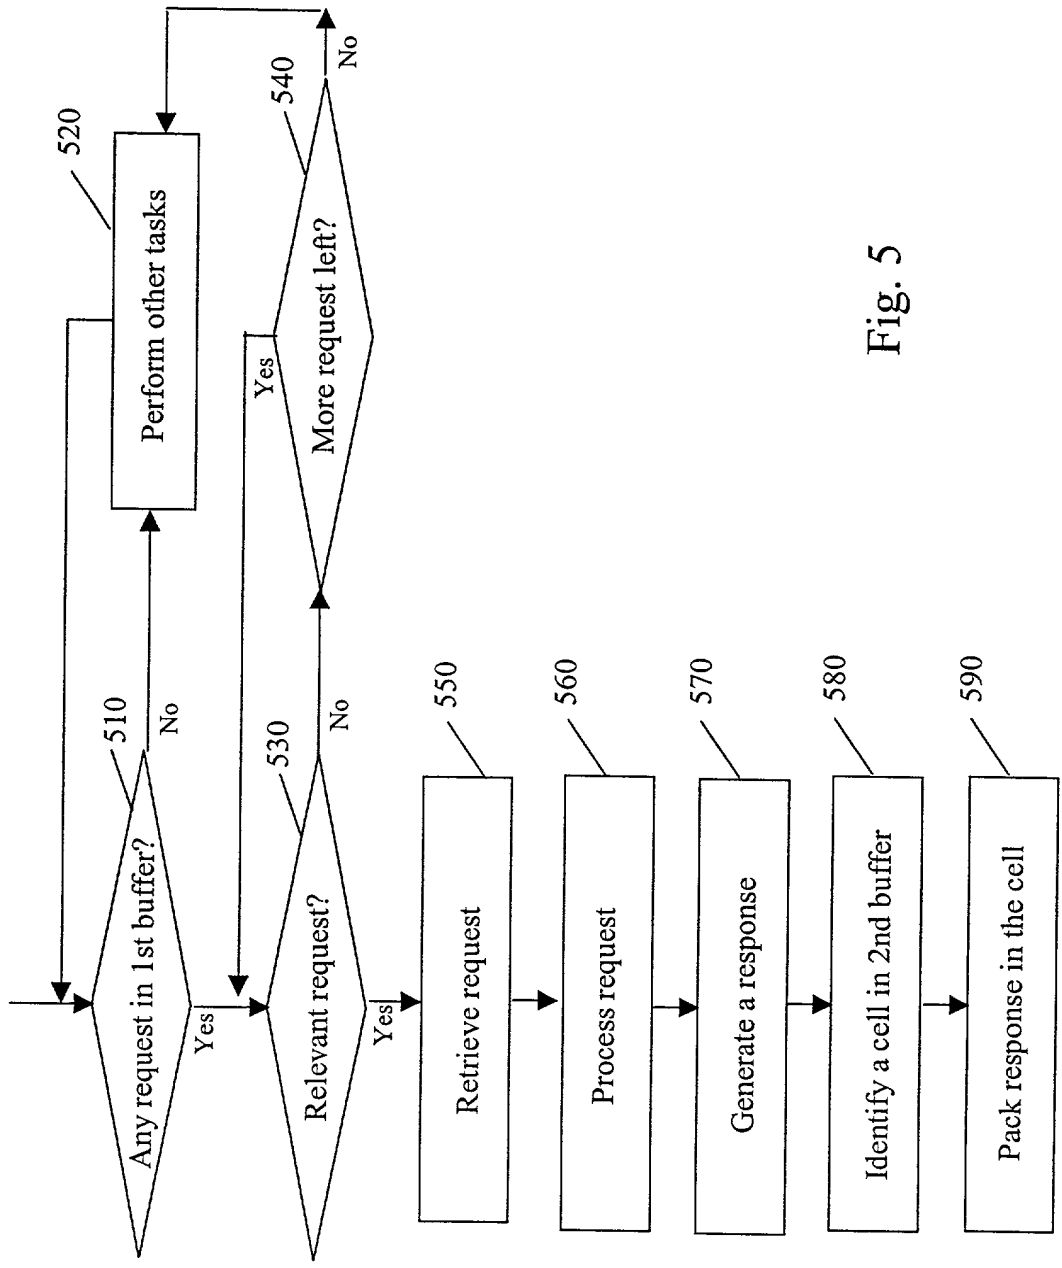 510
Any request in 1st buffer?
No
Yes
520
Perform other tasks
530
Relevant request?
No
Yes
540
More request left?
Yes
No
550
Retrieve request
560
Process request
570
Generate a response
580
Identify a cell in 2nd buffer
590
Pack response in the cell
Fig. 5